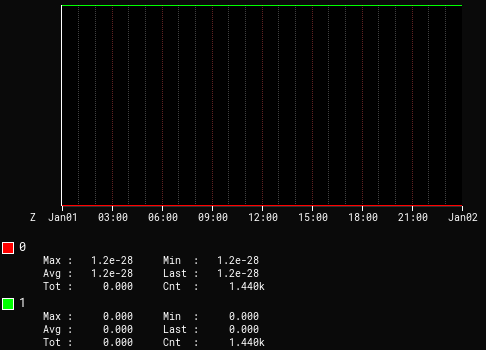 Z Jan01 03:00 06:00 09:00 12:00 15:00 18:00 21:00 Jan02
0
Max : 1.2e-28 Min : 1.2e-28
Avg : 1.2e-28 Last : 1.2e-28
Tot : 0.000 Cnt : 1.440k
1
Max : 0.000 Min : 0.000
Avg : 0.000 Last : 0.000
Tot : 0.000 Cnt : 1.440k